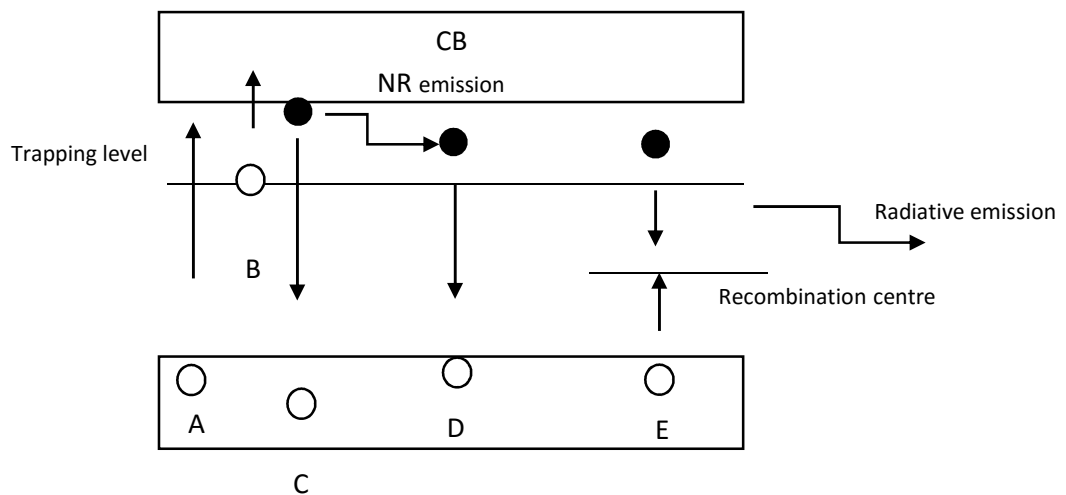 CB
NR emission
Trapping level
Radiative emission
B
Recombination centre
A
D
E
C